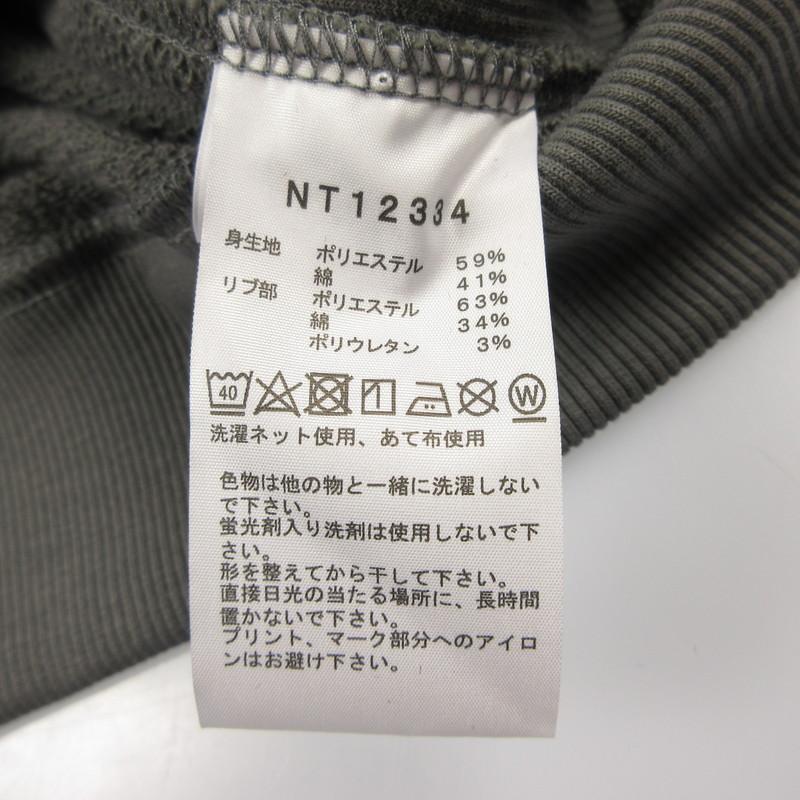 NT12334
身生地 ポリエステル 59%
綿 41%
リブ部 ポリエステル 63%
綿 34%
ポリウレタン 3%
40 W
洗濯ネット使用、あて布使用
色物は他の物と一緒に洗濯しない
で下さい。
蛍光剤入り洗剤は使用しないで下
さい。
形を整えてから干して下さい。
直接日光の当たる場所に、長時間
置かないで下さい。
プリント、マーク部分へのアイロ
ンはお避け下さい。